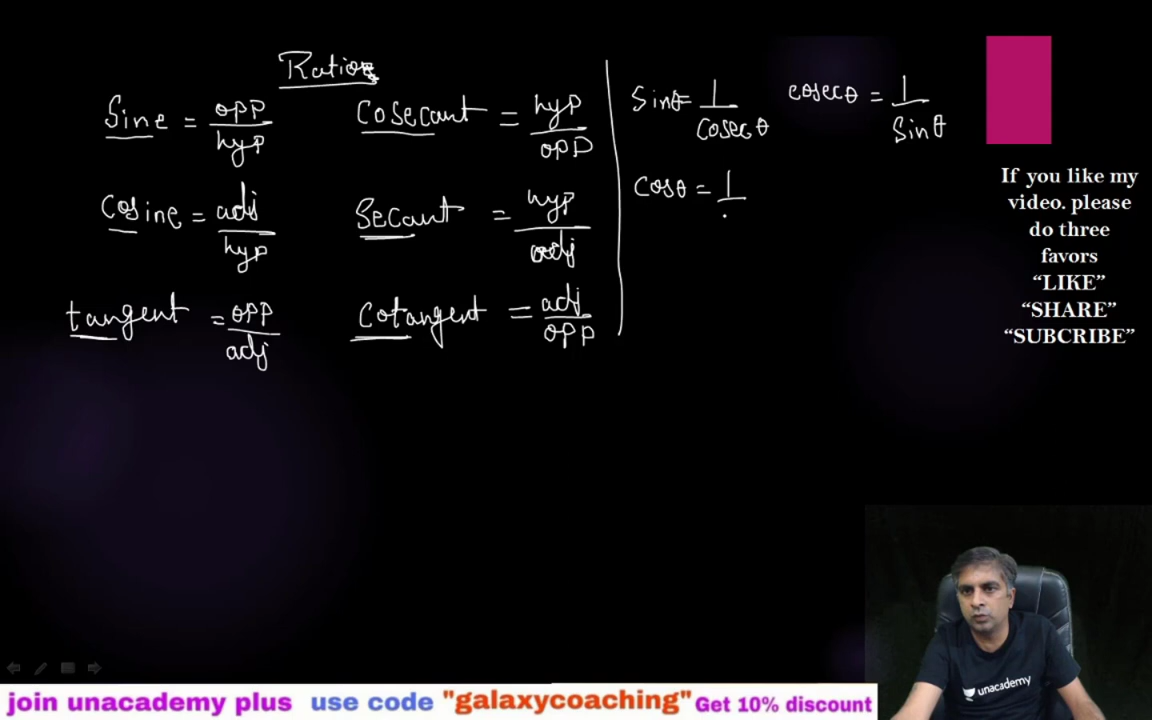 Ratios
Sine = opp/hyp
Cosecant = hyp/opp
Cosine = adj/hyp
Secant = hyp/adj
tangent = opp/adj
Cotangent = adj/opp
Sinθ = 1/Cosecθ
cosecθ = 1/Sinθ
Cosθ = 1/
If you like my
video. please
do three
favors
“LIKE”
“SHARE”
“SUBCRIBE”
unacademy
join unacademy plus use code "galaxycoaching" Get 10% discount